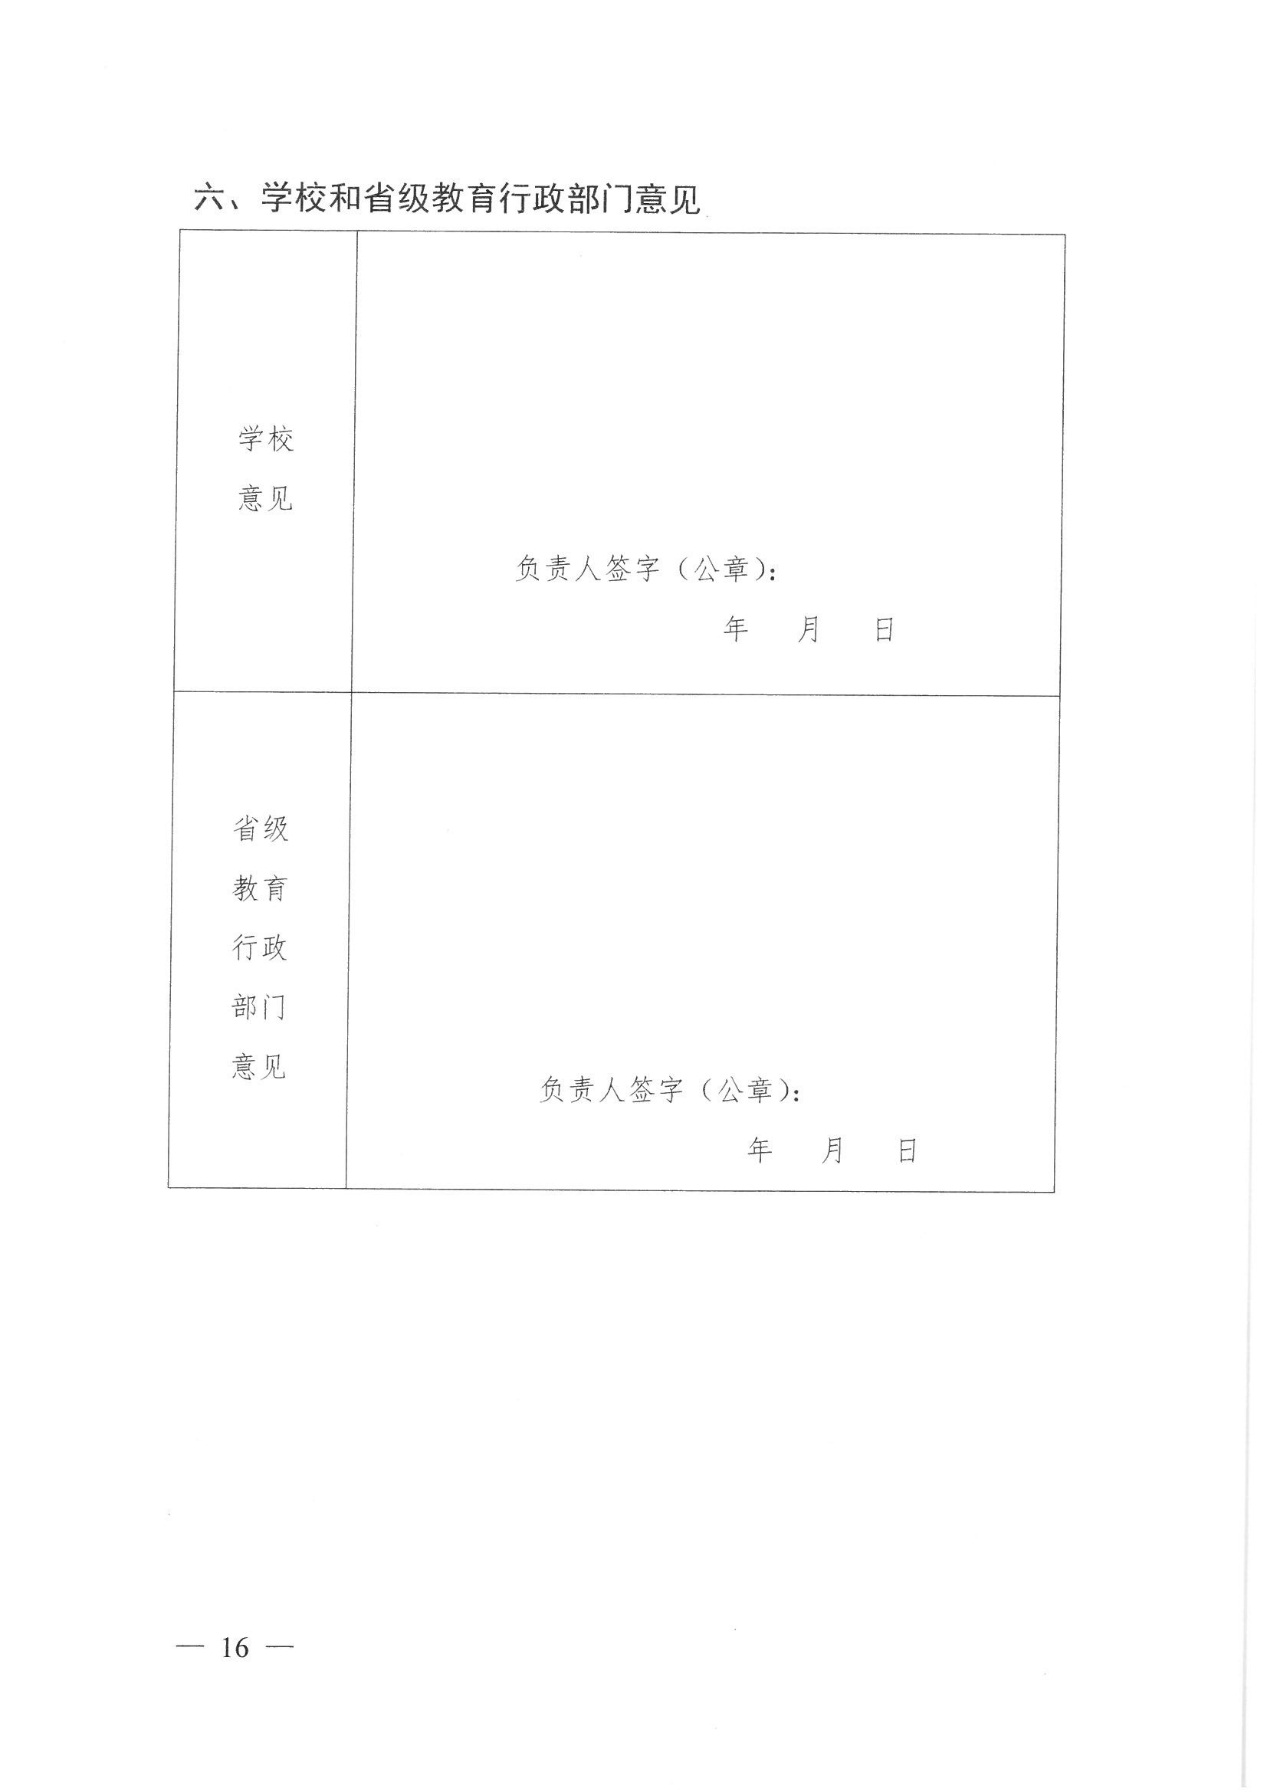 六、学校和省级教育行政部门意见
学校
意见
负责人签字（公章）：
年 月 日
省级
教育
行政
部门
意见
负责人签字（公章）：
年 月 日
— 16 —